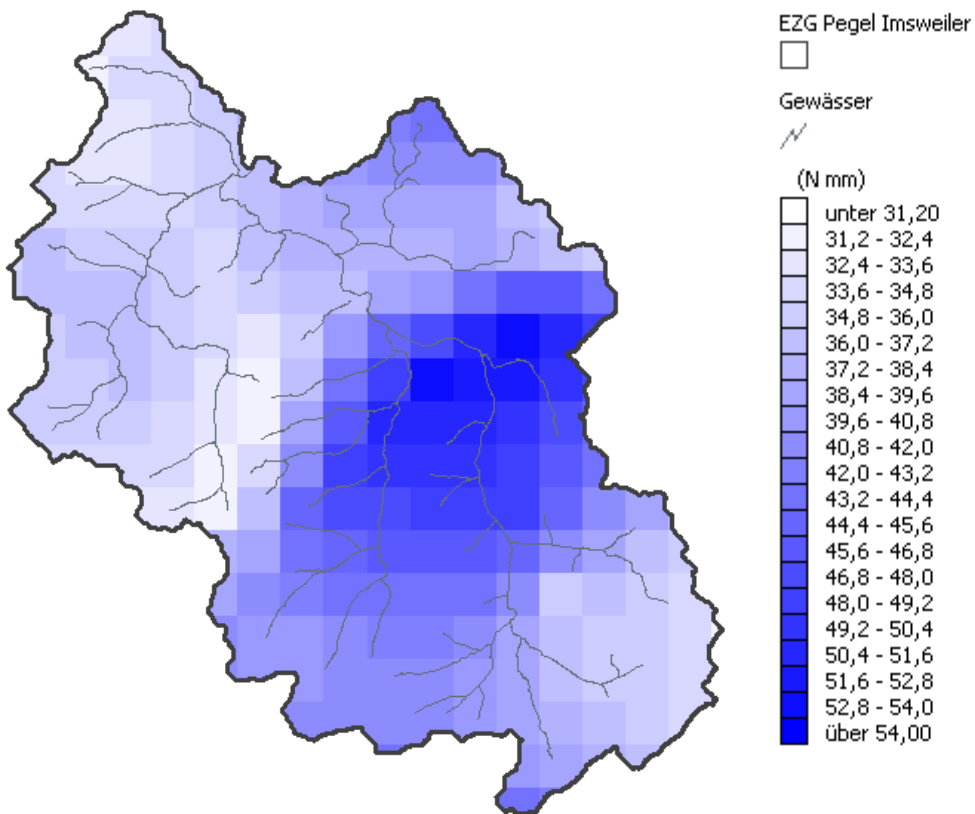 EZG Pegel Imsweiler
Gewässer
(N mm)
unter 31,20
31,2 - 32,4
32,4 - 33,6
33,6 - 34,8
34,8 - 36,0
36,0 - 37,2
37,2 - 38,4
38,4 - 39,6
39,6 - 40,8
40,8 - 42,0
42,0 - 43,2
43,2 - 44,4
44,4 - 45,6
45,6 - 46,8
46,8 - 48,0
48,0 - 49,2
49,2 - 50,4
50,4 - 51,6
51,6 - 52,8
52,8 - 54,0
über 54,00